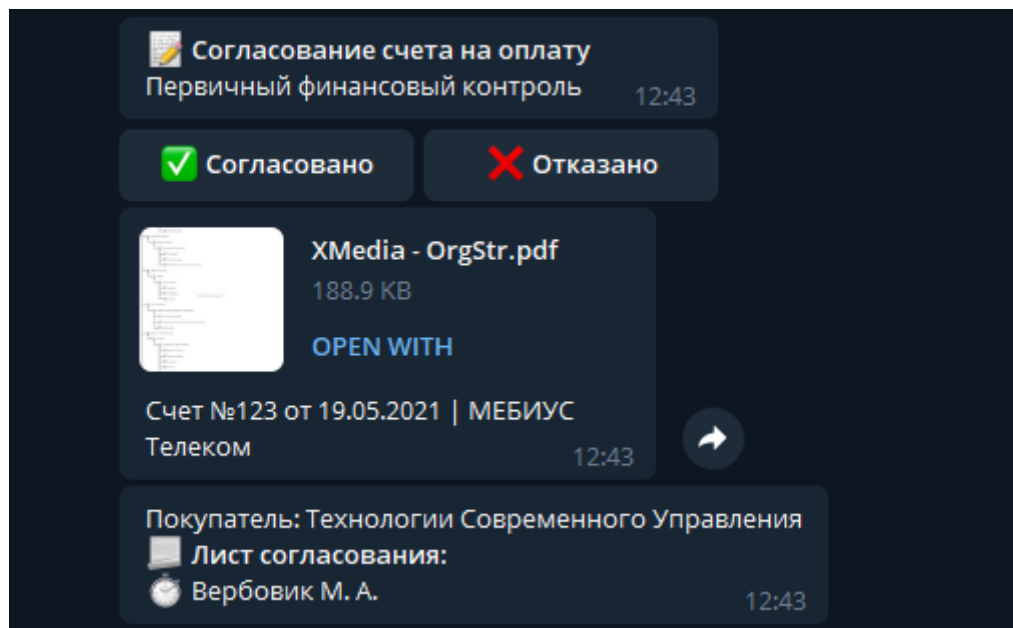 Согласование счета на оплату
Первичный финансовый контроль 12:43
Согласовано Отказано
XMedia - OrgStr.pdf
188.9 KB
OPEN WITH
Счет №123 от 19.05.2021 | МЕБИУС
Телеком 12:43
Покупатель: Технологии Современного Управления
Лист согласования:
Вербовик М. А. 12:43